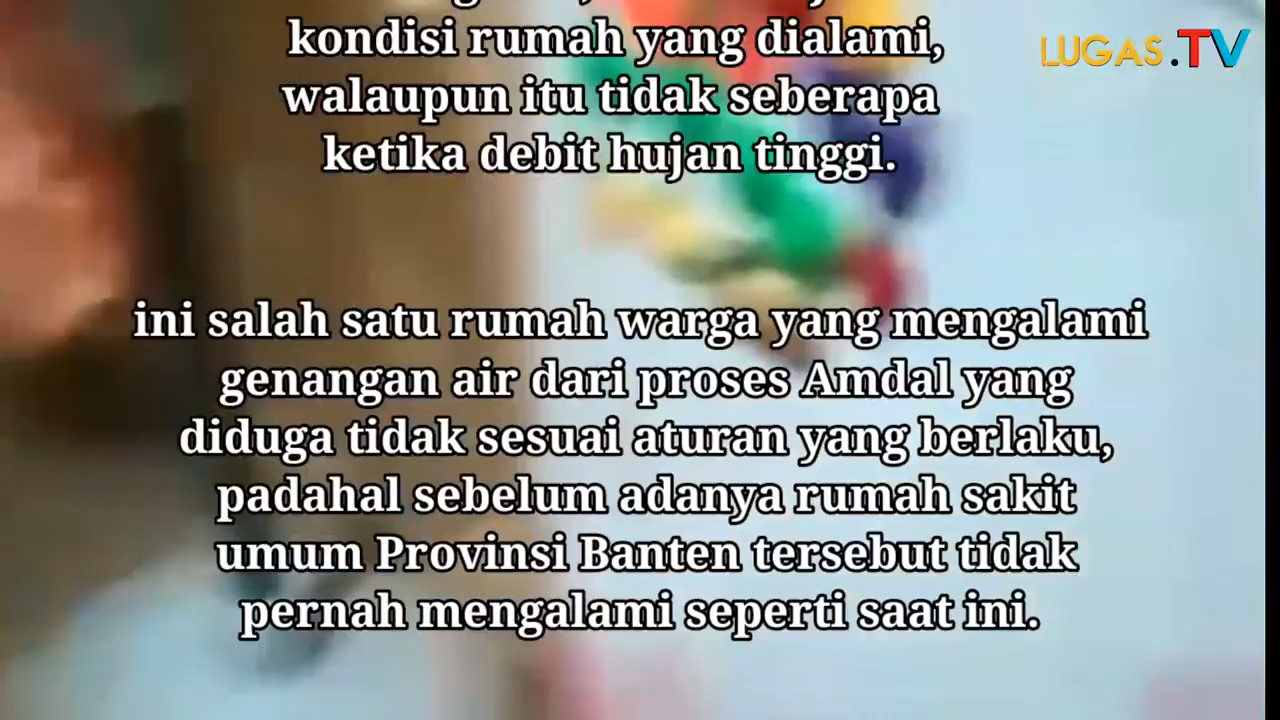 LUGAS.TV
kondisi rumah yang dialami,
walaupun itu tidak seberapa
ketika debit hujan tinggi.
ini salah satu rumah warga yang mengalami
genangan air dari proses Amdal yang
diduga tidak sesuai aturan yang berlaku,
padahal sebelum adanya rumah sakit
umum Provinsi Banten tersebut tidak
pernah mengalami seperti saat ini.